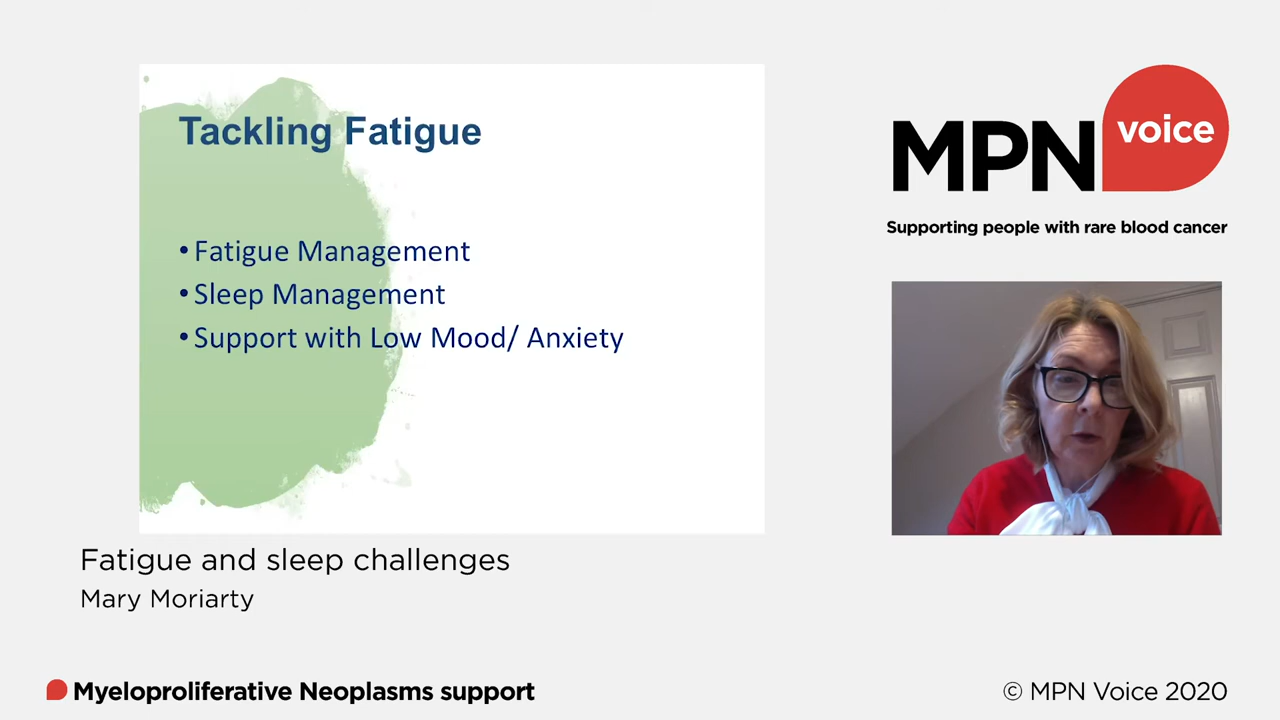 Tackling Fatigue
• Fatigue Management
• Sleep Management
• Support with Low Mood/ Anxiety
MPN voice
Supporting people with rare blood cancer
Fatigue and sleep challenges
Mary Moriarty
Myeloproliferative Neoplasms support
© MPN Voice 2020